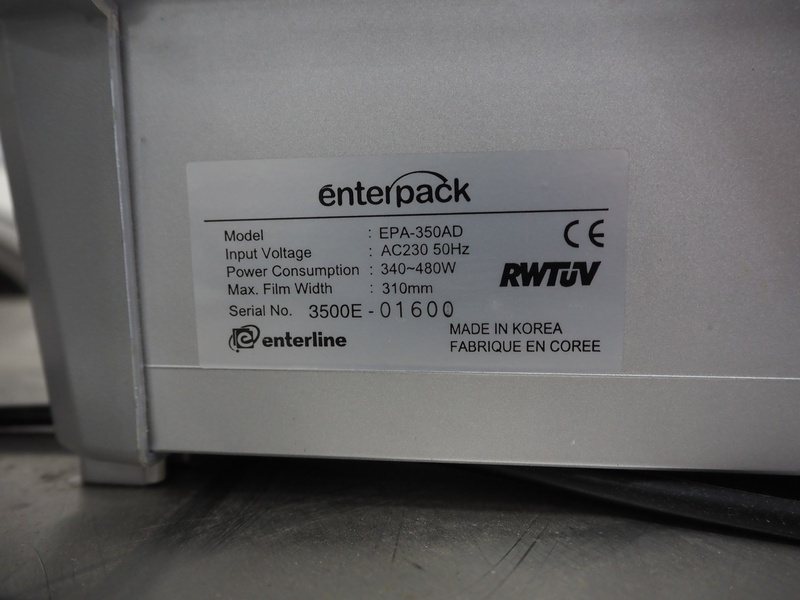 enterpack
Model : EPA-350AD
Input Voltage : AC230 50Hz
Power Consumption : 340~480W
Max. Film Width : 310mm
Serial No. 3500E - 01600
CE
RWTÜV
enterline
MADE IN KOREA
FABRIQUE EN COREE